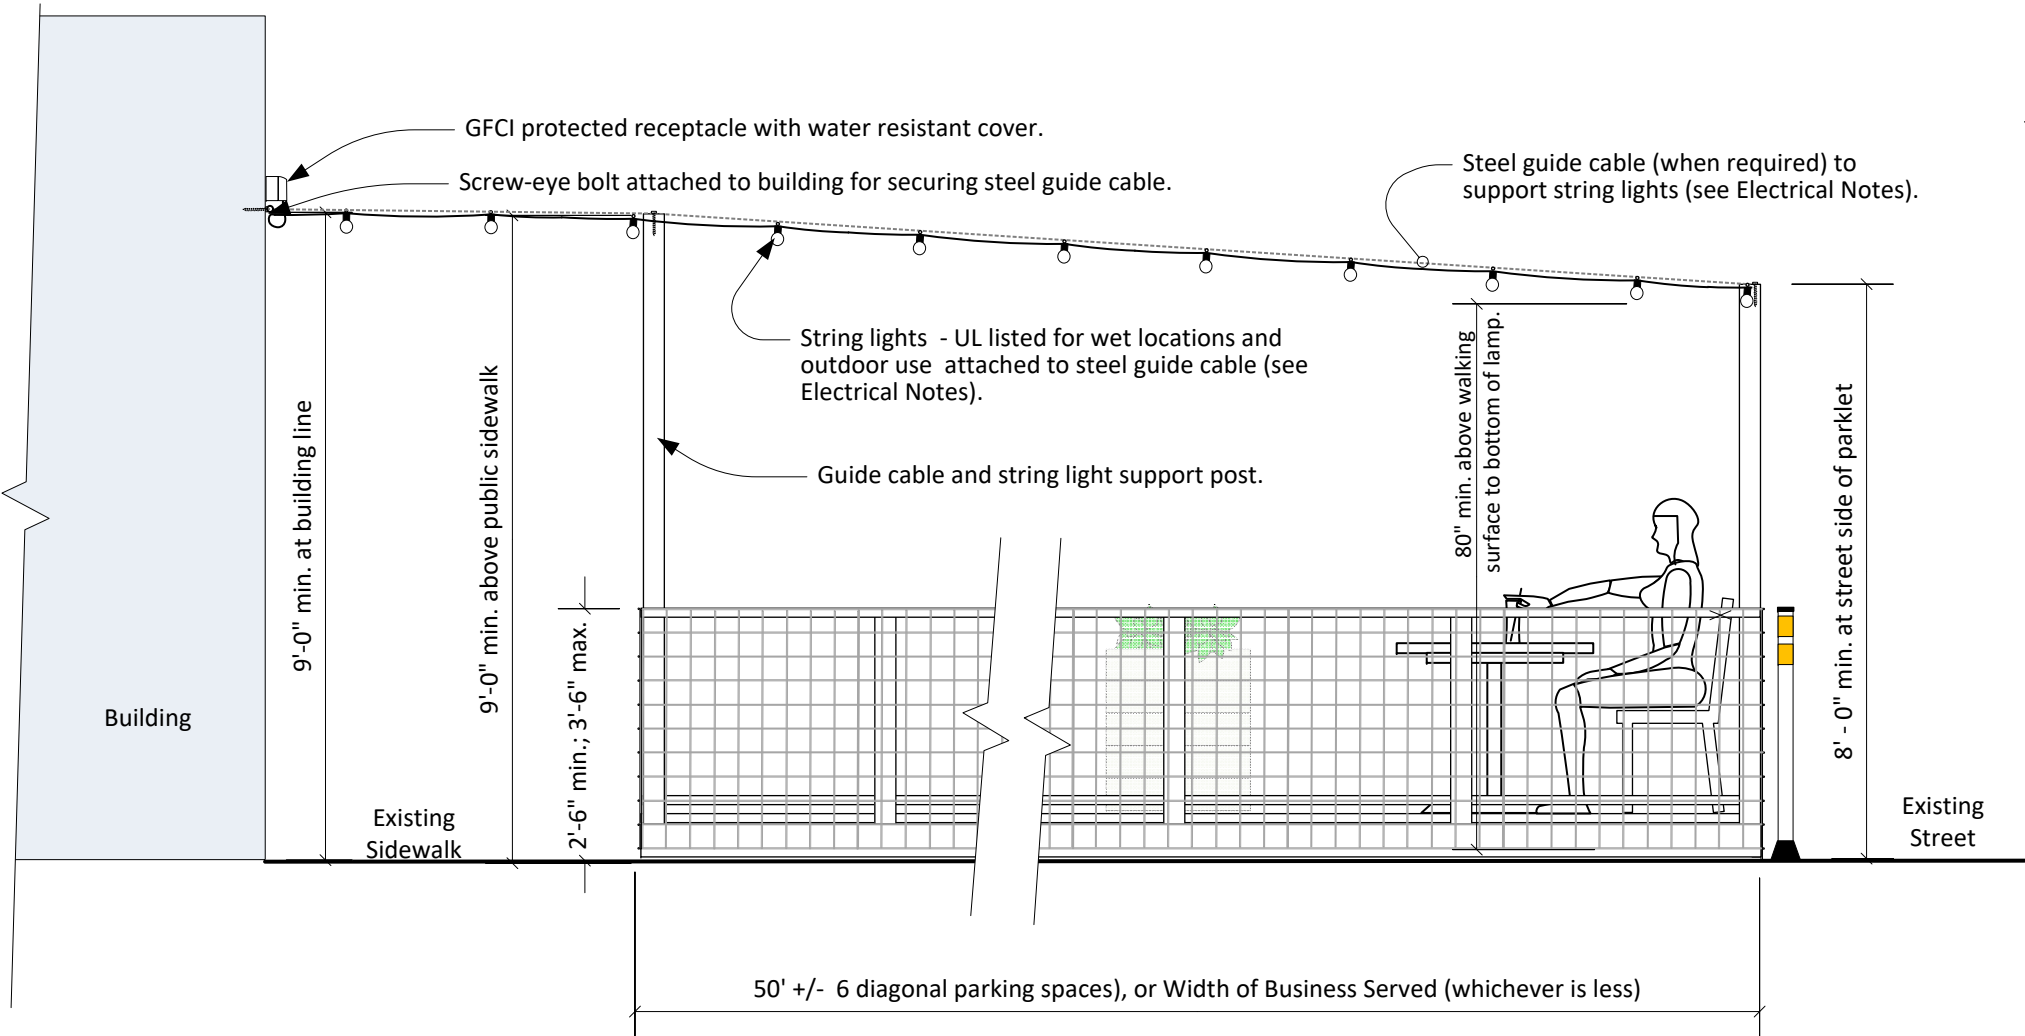 GFCI protected receptacle with water resistant cover.
Screw-eye bolt attached to building for securing steel guide cable.
Steel guide cable (when required) to
support string lights (see Electrical Notes).
String lights  - UL listed for wet locations and
outdoor use  attached to steel guide cable (see
Electrical Notes).
Guide cable and string light support post.
9'-0" min. at building line
9'-0" min. above public sidewalk
2'-6" min.; 3'-6" max.
80" min. above walking
surface to bottom of lamp.
8' - 0" min. at street side of parklet
Building
Existing
Sidewalk
Existing
Street
50' +/-  6 diagonal parking spaces), or Width of Business Served (whichever is less)